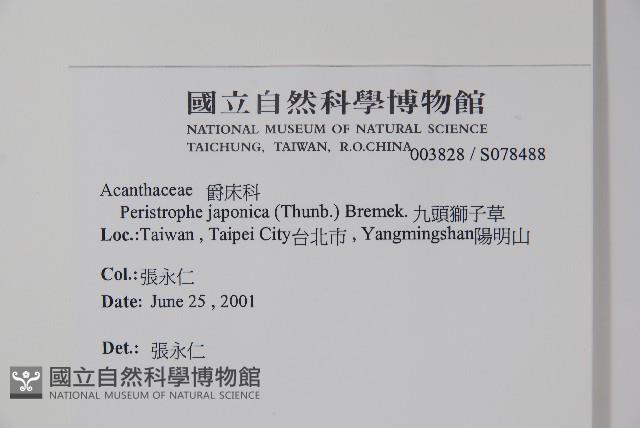 國立自然科學博物館
NATIONAL MUSEUM OF NATURAL SCIENCE
TAICHUNG, TAIWAN, R.O.CHINA
003828 / S078488
Acanthaceae 爵床科
Peristrophe japonica (Thunb.) Bremek. 九頭獅子草
Loc.:Taiwan , Taipei City台北市 , Yangmingshan陽明山
Col.:張永仁
Date: June 25 , 2001
Det.: 張永仁
國立自然科學博物館
NATIONAL MUSEUM OF NATURAL SCIENCE